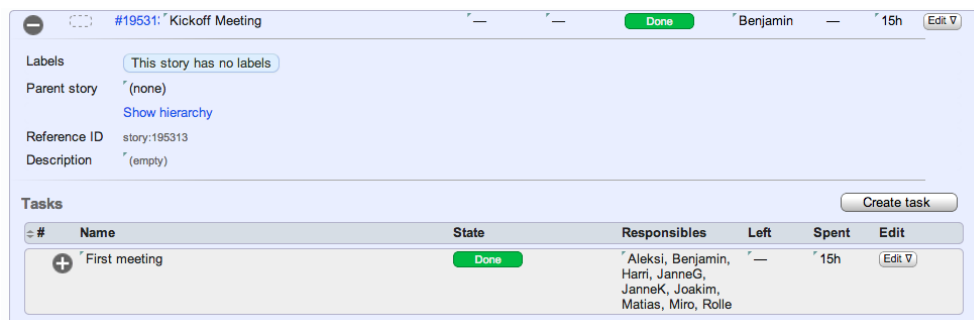 #19531: Kickoff Meeting — — Done Benjamin — 15h Edit ∇
Labels This story has no labels
Parent story (none)
Show hierarchy
Reference ID story:195313
Description (empty)
Tasks Create task
# Name State Responsibles Left Spent Edit
First meeting Done Aleksi, Benjamin, — 15h Edit ∇
Harri, JanneG,
JanneK, Joakim,
Matias, Miro, Rolle